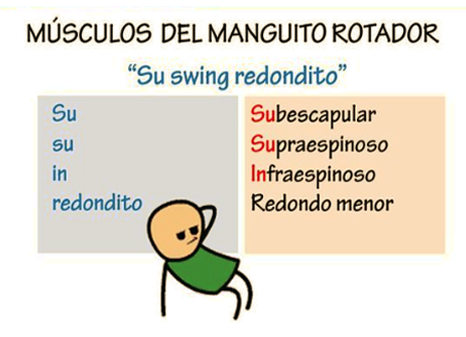 MÚSCULOS DEL MANGUITO ROTADOR
“Su swing redondito”
Su
su
in
redondito
Subescapular
Supraespinoso
Infraespinoso
Redondo menor